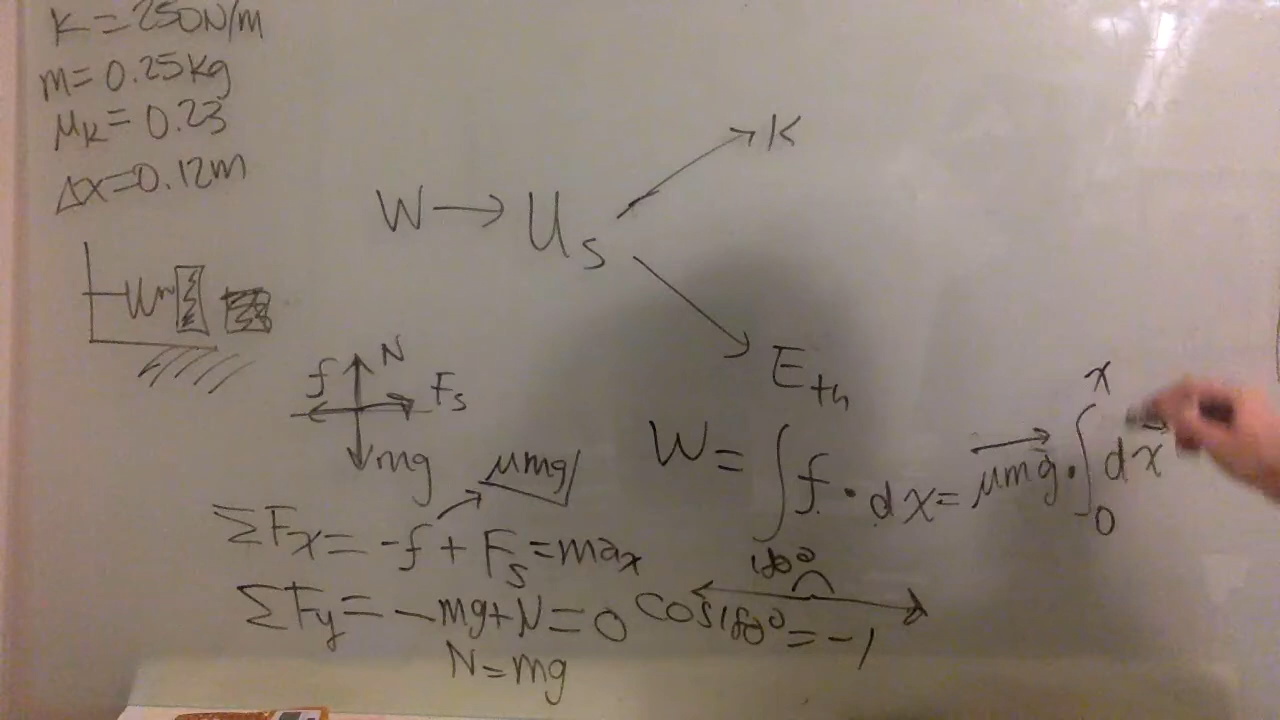 K = 250N/m
m = 0.25kg
μK = 0.23
Δx = 0.12m
W → Us
K
Eth
N
f
Fs
mg
μmg
W = ∫f · dx = μmg · ∫₀ˣ dx
ΣFx = -f + Fs = max
180°
ΣFy = -mg + N = 0
cos180° = -1
N = mg